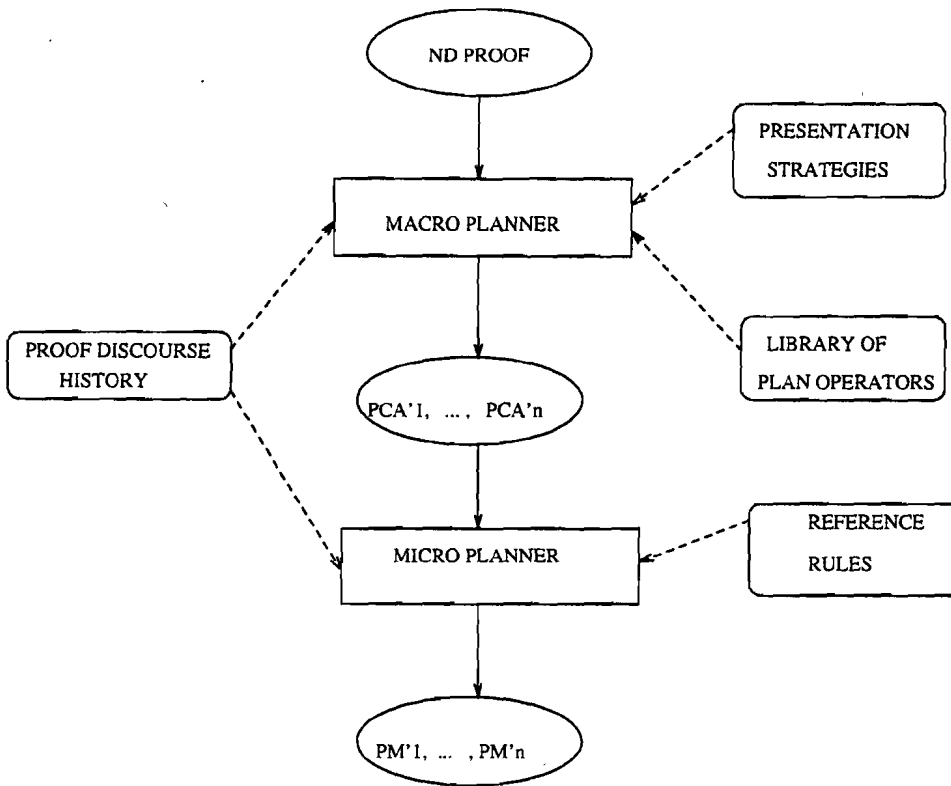 ND PROOF
PRESENTATION
STRATEGIES
MACRO PLANNER
PROOF DISCOURSE
HISTORY
LIBRARY OF
PLAN OPERATORS
PCA'1, ... , PCA'n
MICRO PLANNER
REFERENCE
RULES
PM'1, ... , PM'n